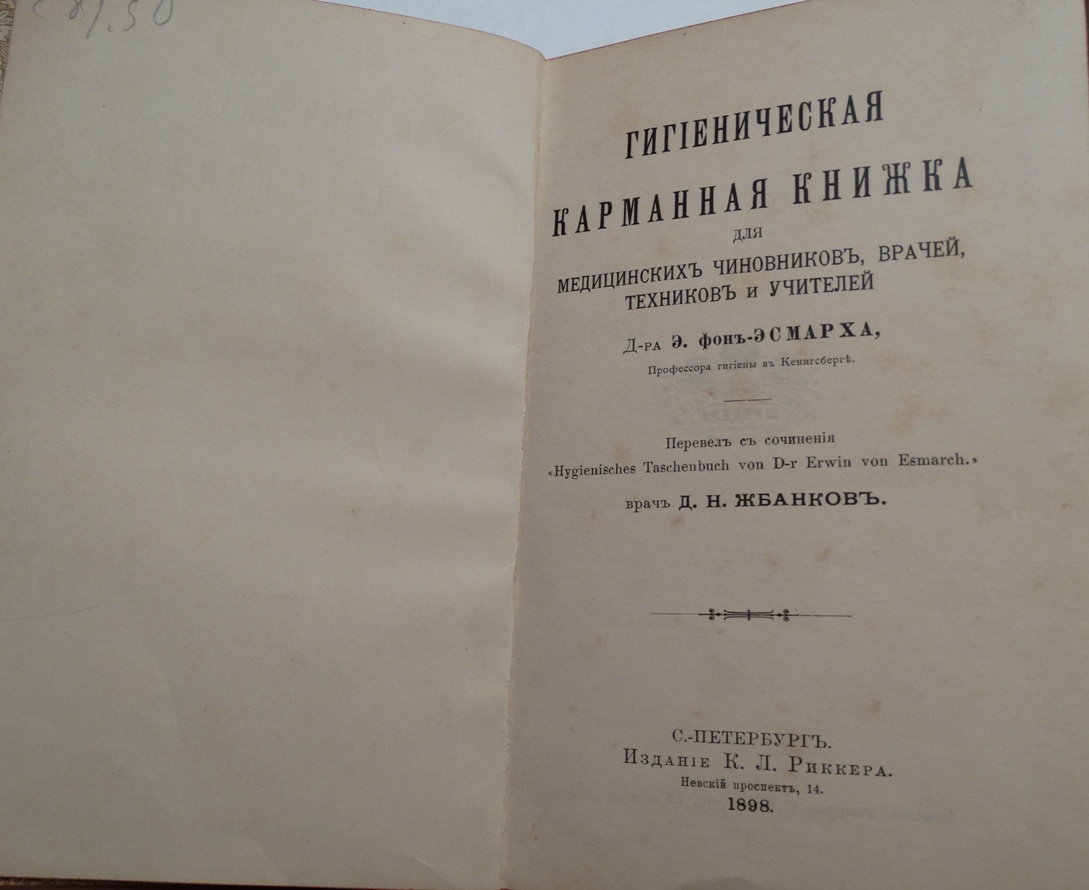 ГИГІЕНИЧЕСКАЯ
КАРМАННАЯ КНИЖКА
ДЛЯ
МЕДИЦИНСКИХЪ ЧИНОВНИКОВЪ, ВРАЧЕЙ,
ТЕХНИКОВЪ и УЧИТЕЛЕЙ
Д-РА Э. фонъ-ЭСМАРХА,
Профессора гигіены въ Кенигсбергѣ.
Перевелъ съ сочиненія
«Hygienisches Taschenbuch von D-r Erwin von Esmarch.»
врачъ Д. Н. ЖБАНКОВЪ.
С.-ПЕТЕРБУРГЪ.
Изданіе К. Л. Риккера.
Невскій проспектъ, 14.
1898.